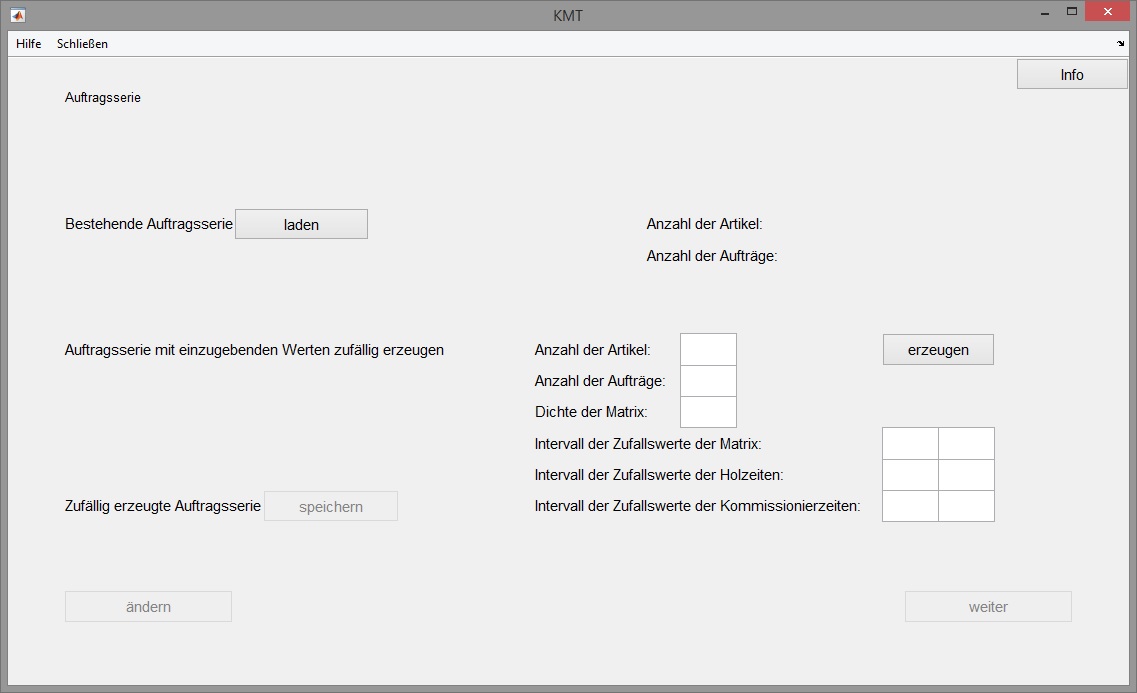 KMT
Hilfe Schließen
Info
Auftragsserie
Bestehende Auftragsserie laden
Anzahl der Artikel:
Anzahl der Aufträge:
Auftragsserie mit einzugebenden Werten zufällig erzeugen
Anzahl der Artikel:
erzeugen
Anzahl der Aufträge:
Dichte der Matrix:
Intervall der Zufallswerte der Matrix:
Intervall der Zufallswerte der Holzeiten:
Zufällig erzeugte Auftragsserie speichern
Intervall der Zufallswerte der Kommissionierzeiten:
ändern
weiter